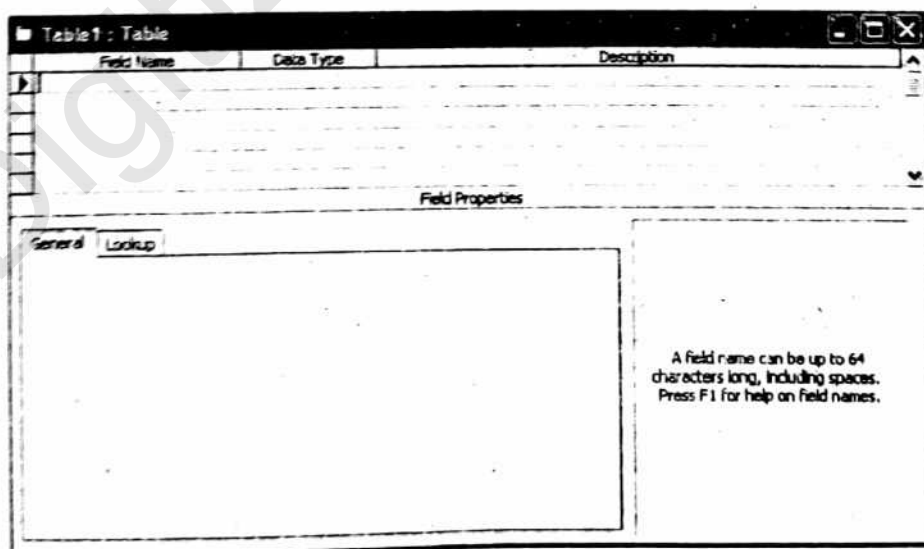 Table1 : Table
Field Name Data Type Description
Field Properties
General Lookup
A field name can be up to 64
characters long, including spaces.
Press F1 for help on field names.